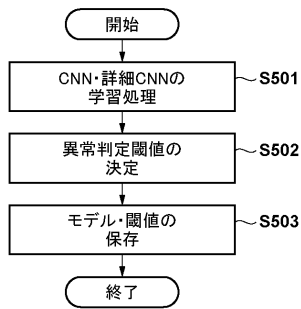 開始
CNN・詳細CNNの
学習処理
S501
異常判定閾値の
決定
S502
モデル・閾値の
保存
S503
終了